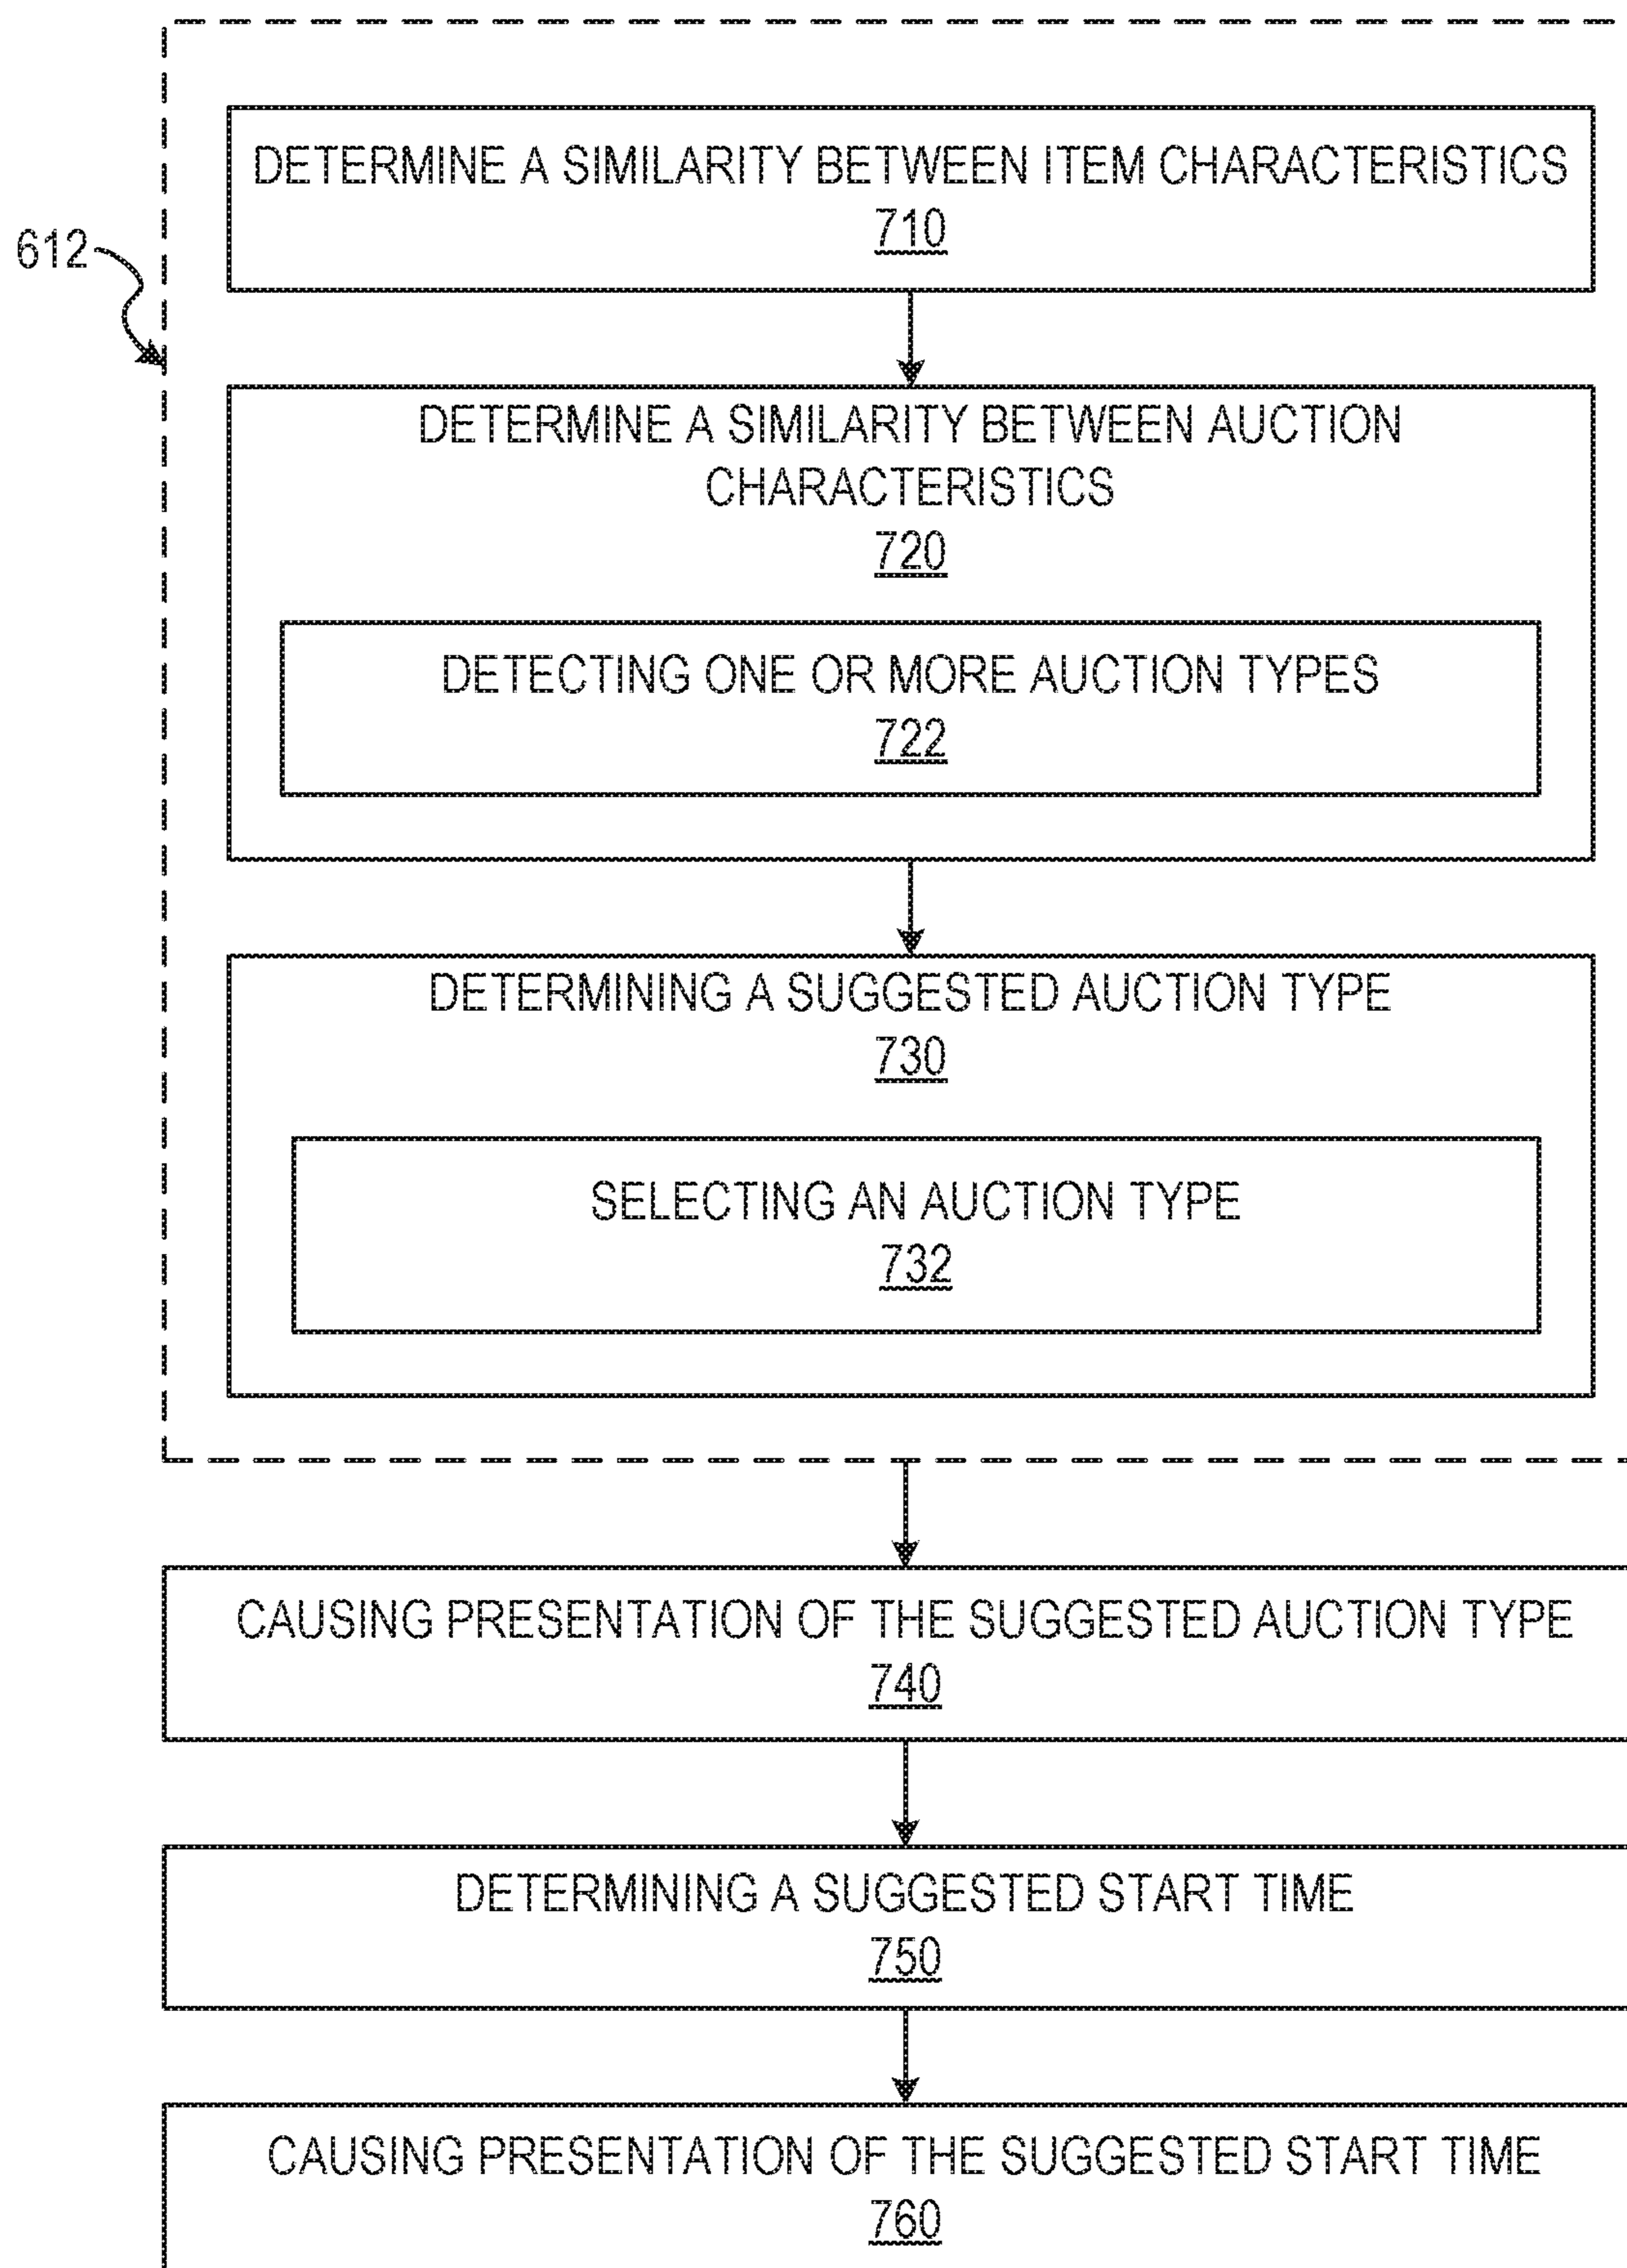 DETERMINE A SIMILARITY BETWEEN ITEM CHARACTERISTICS
710
612
DETERMINE A SIMILARITY BETWEEN AUCTION
CHARACTERISTICS
720
DETECTING ONE OR MORE AUCTION TYPES
722
DETERMINING A SUGGESTED AUCTION TYPE
730
SELECTING AN AUCTION TYPE
732
CAUSING PRESENTATION OF THE SUGGESTED AUCTION TYPE
740
DETERMINING A SUGGESTED START TIME
750
CAUSING PRESENTATION OF THE SUGGESTED START TIME
760